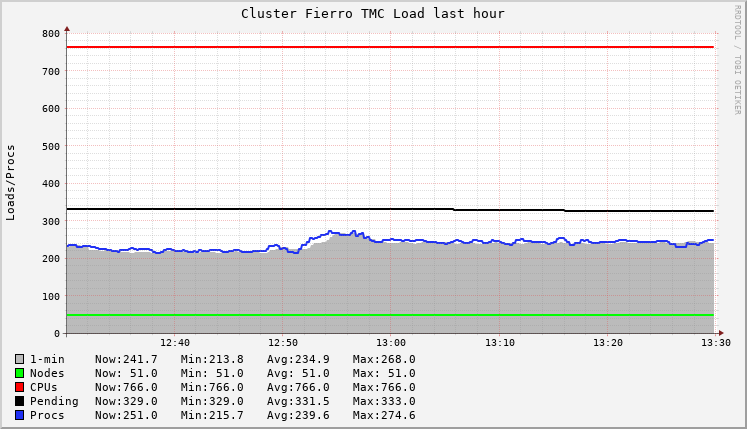 Cluster Fierro TMC Load last hour
RRDTOOL / TOBI OETIKER
Loads/Procs
800
700
600
500
400
300
200
100
0
12:40 12:50 13:00 13:10 13:20 13:30
1-min Now:241.7 Min:213.8 Avg:234.9 Max:268.0
Nodes Now: 51.0 Min: 51.0 Avg: 51.0 Max: 51.0
CPUs Now:766.0 Min:766.0 Avg:766.0 Max:766.0
Pending Now:329.0 Min:329.0 Avg:331.5 Max:333.0
Procs Now:251.0 Min:215.7 Avg:239.6 Max:274.6